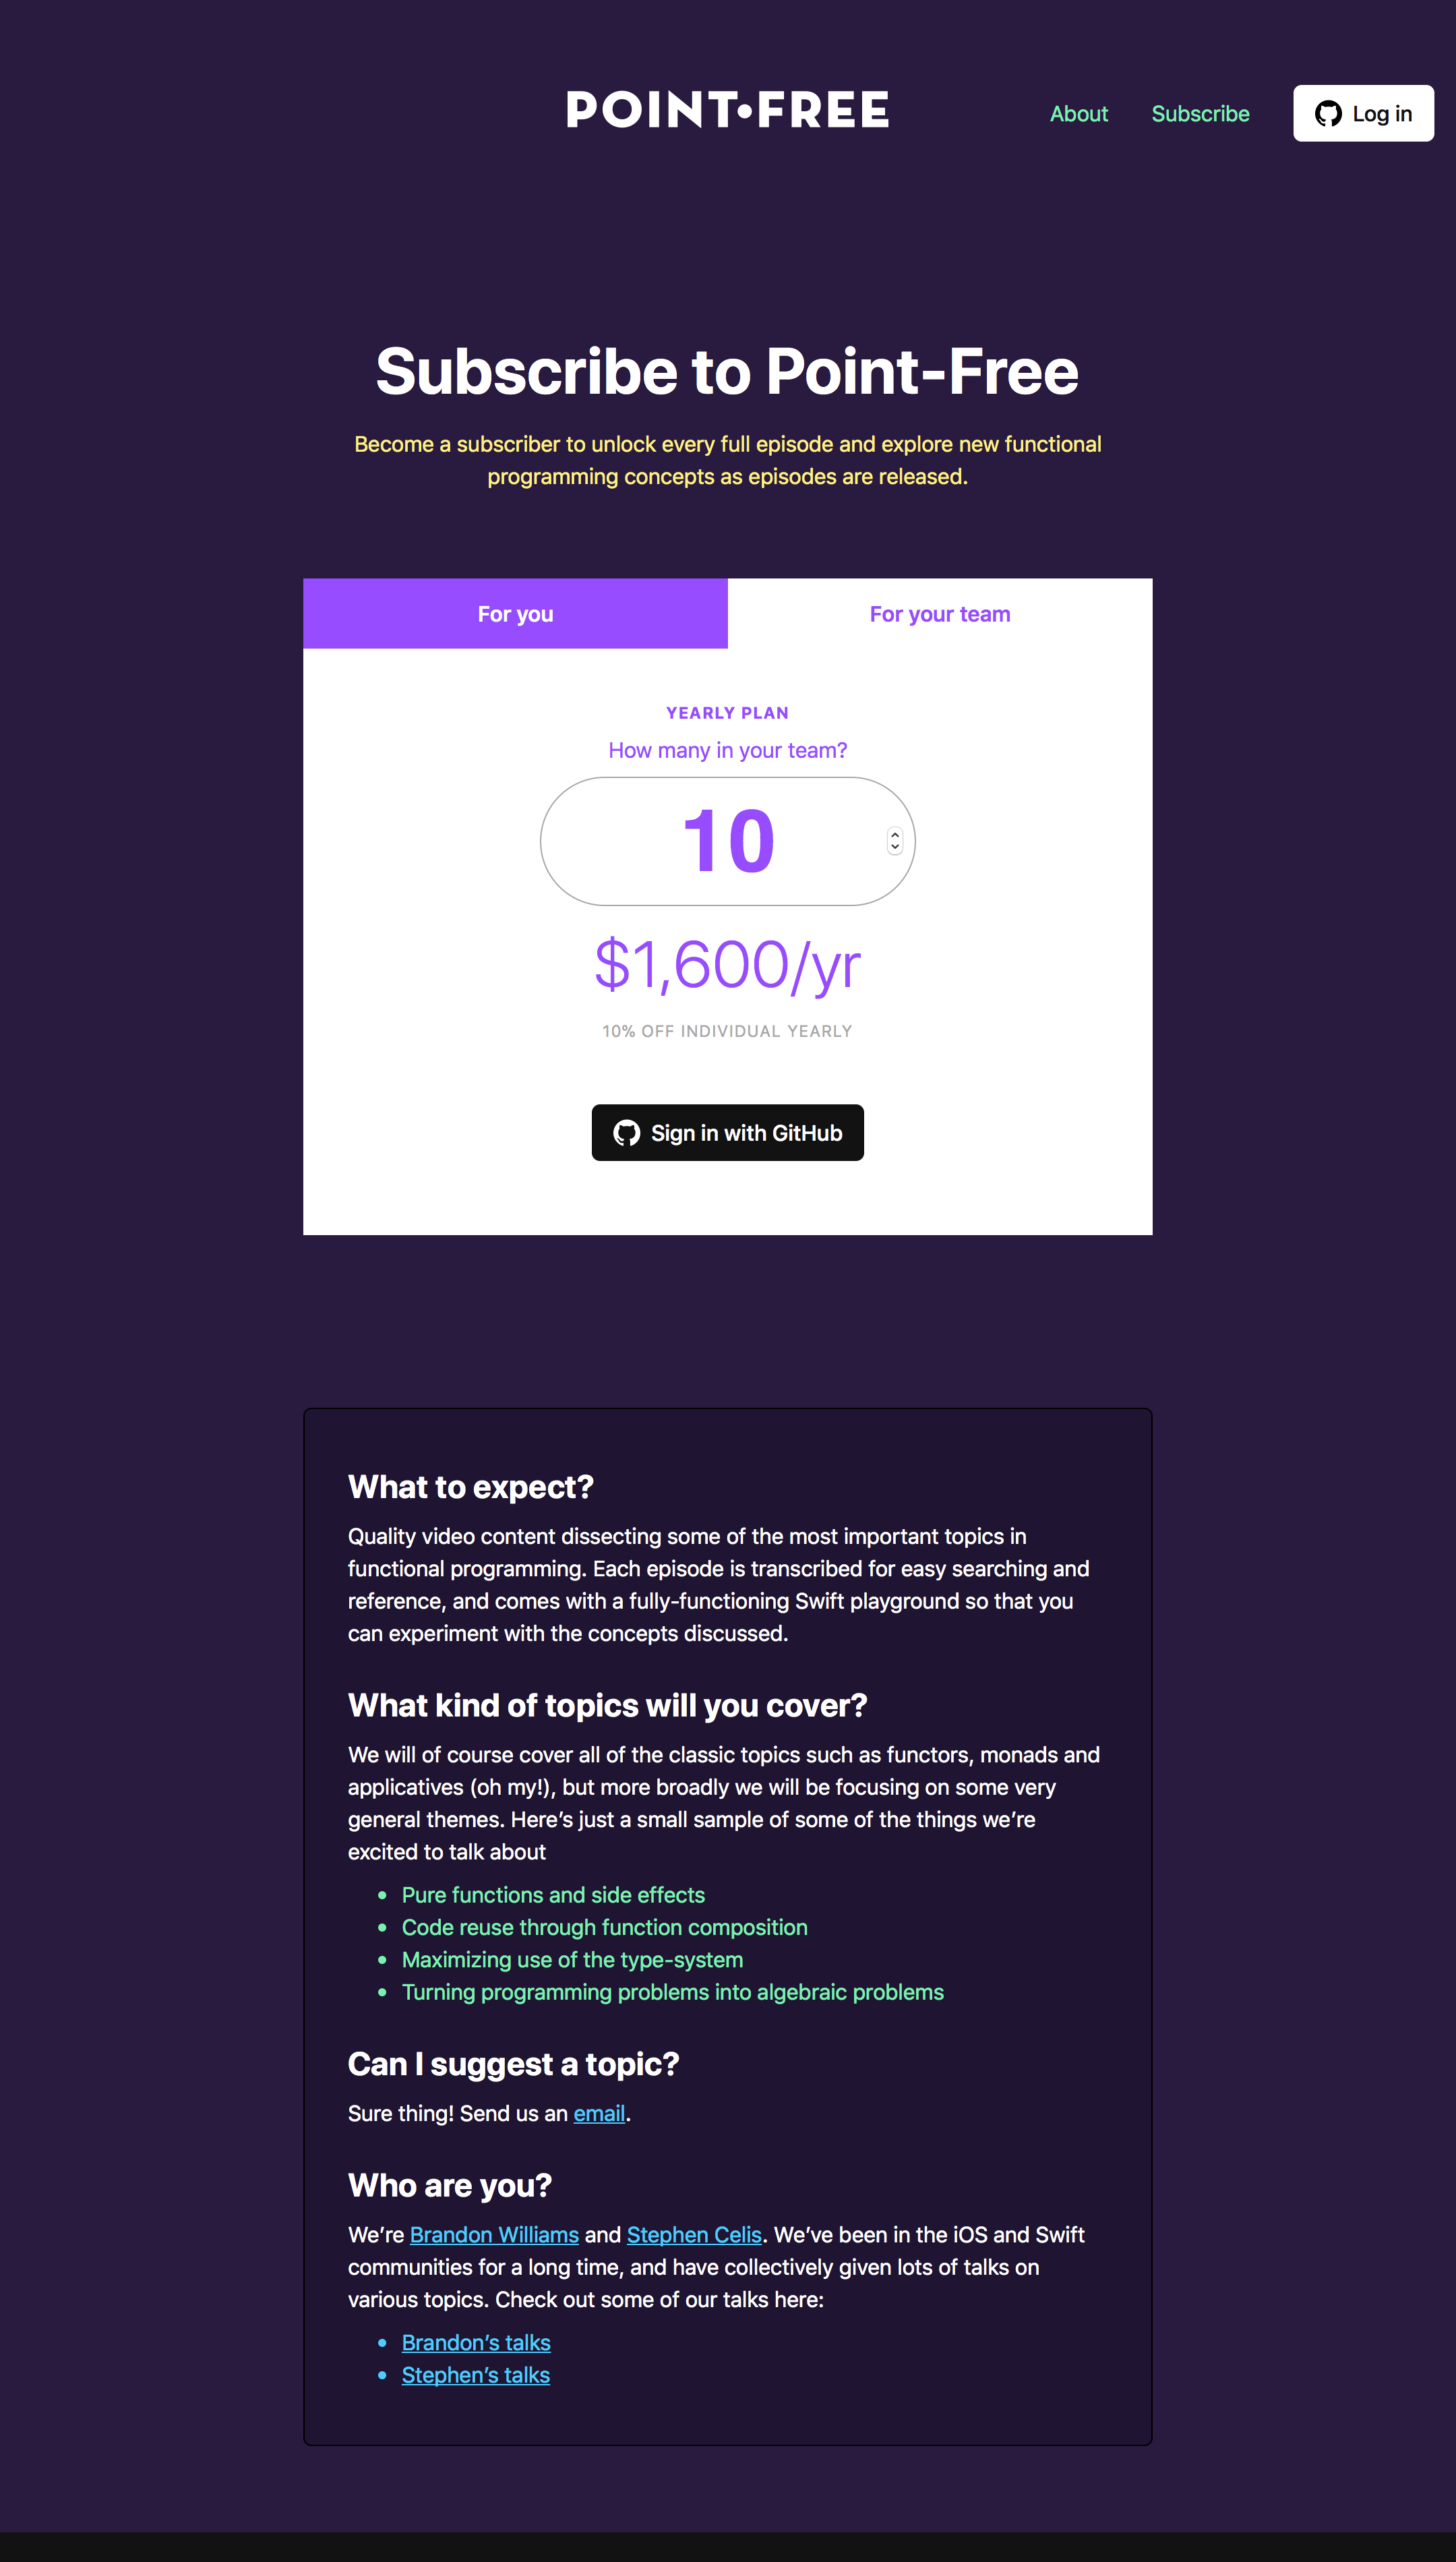 POINT•FREE
About
Subscribe
Log in
Subscribe to Point-Free
Become a subscriber to unlock every full episode and explore new functional
programming concepts as episodes are released.
For you
For your team
YEARLY PLAN
How many in your team?
10
$1,600/yr
10% OFF INDIVIDUAL YEARLY
Sign in with GitHub
What to expect?
Quality video content dissecting some of the most important topics in
functional programming. Each episode is transcribed for easy searching and
reference, and comes with a fully-functioning Swift playground so that you
can experiment with the concepts discussed.
What kind of topics will you cover?
We will of course cover all of the classic topics such as functors, monads and
applicatives (oh my!), but more broadly we will be focusing on some very
general themes. Here’s just a small sample of some of the things we’re
excited to talk about
• Pure functions and side effects
• Code reuse through function composition
• Maximizing use of the type-system
• Turning programming problems into algebraic problems
Can I suggest a topic?
Sure thing! Send us an email.
Who are you?
We’re Brandon Williams and Stephen Celis. We’ve been in the iOS and Swift
communities for a long time, and have collectively given lots of talks on
various topics. Check out some of our talks here:
• Brandon’s talks
• Stephen’s talks